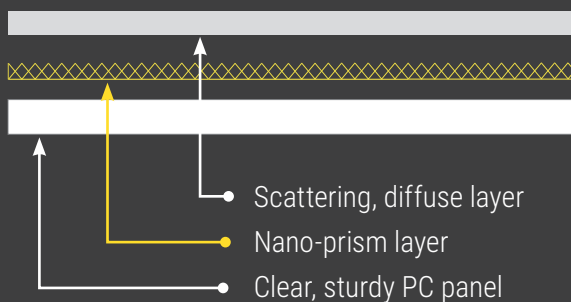 Scattering, diffuse layer
Nano-prism layer
Clear, sturdy PC panel